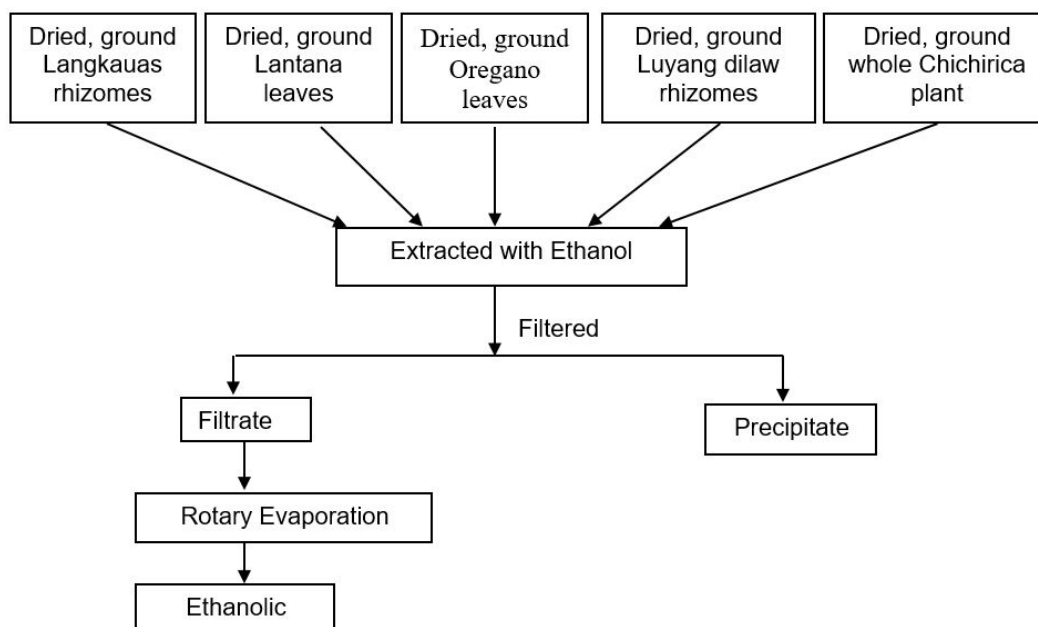 Dried, ground
Langkauas
rhizomes
Dried, ground
Lantana
leaves
Dried, ground
Oregano
leaves
Dried, ground
Luyang dilaw
rhizomes
Dried, ground
whole Chichirica
plant
Extracted with Ethanol
Filtered
Filtrate
Precipitate
Rotary Evaporation
Ethanolic